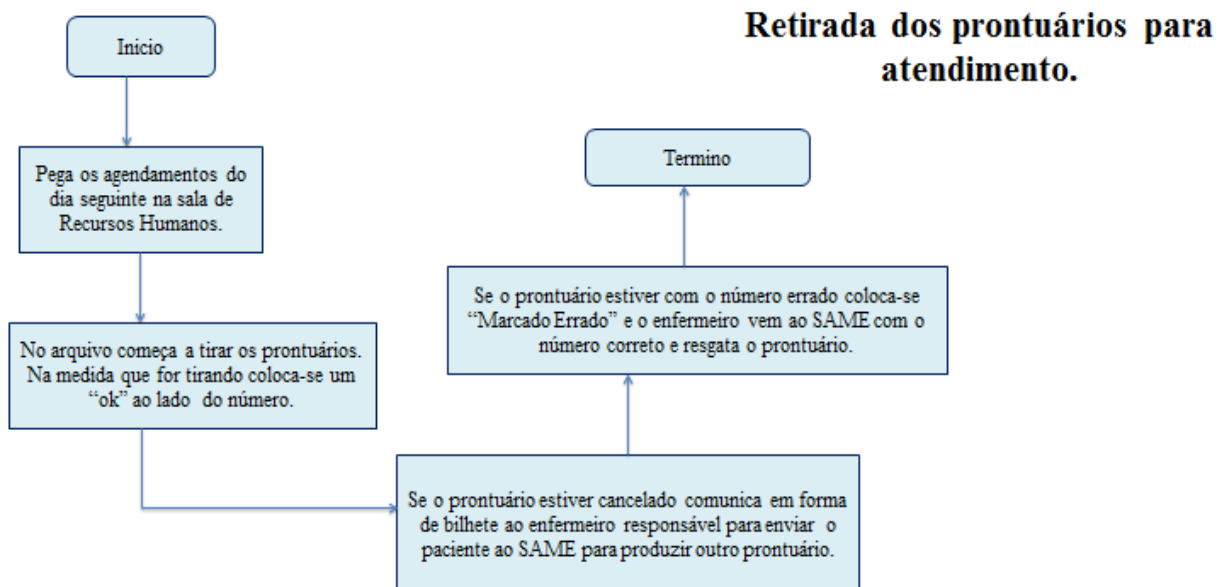 Retirada dos prontuários para
atendimento.
Inicio
Pega os agendamentos do
dia seguinte na sala de
Recursos Humanos.
No arquivo começa a tirar os prontuários.
Na medida que for tirando coloca-se um
“ok” ao lado do número.
Se o prontuário estiver cancelado comunica em forma
de bilhete ao enfermeiro responsável para enviar o
paciente ao SAME para produzir outro prontuário.
Se o prontuário estiver com o número errado coloca-se
“Marcado Errado” e o enfermeiro vem ao SAME com o
número correto e resgata o prontuário.
Termino